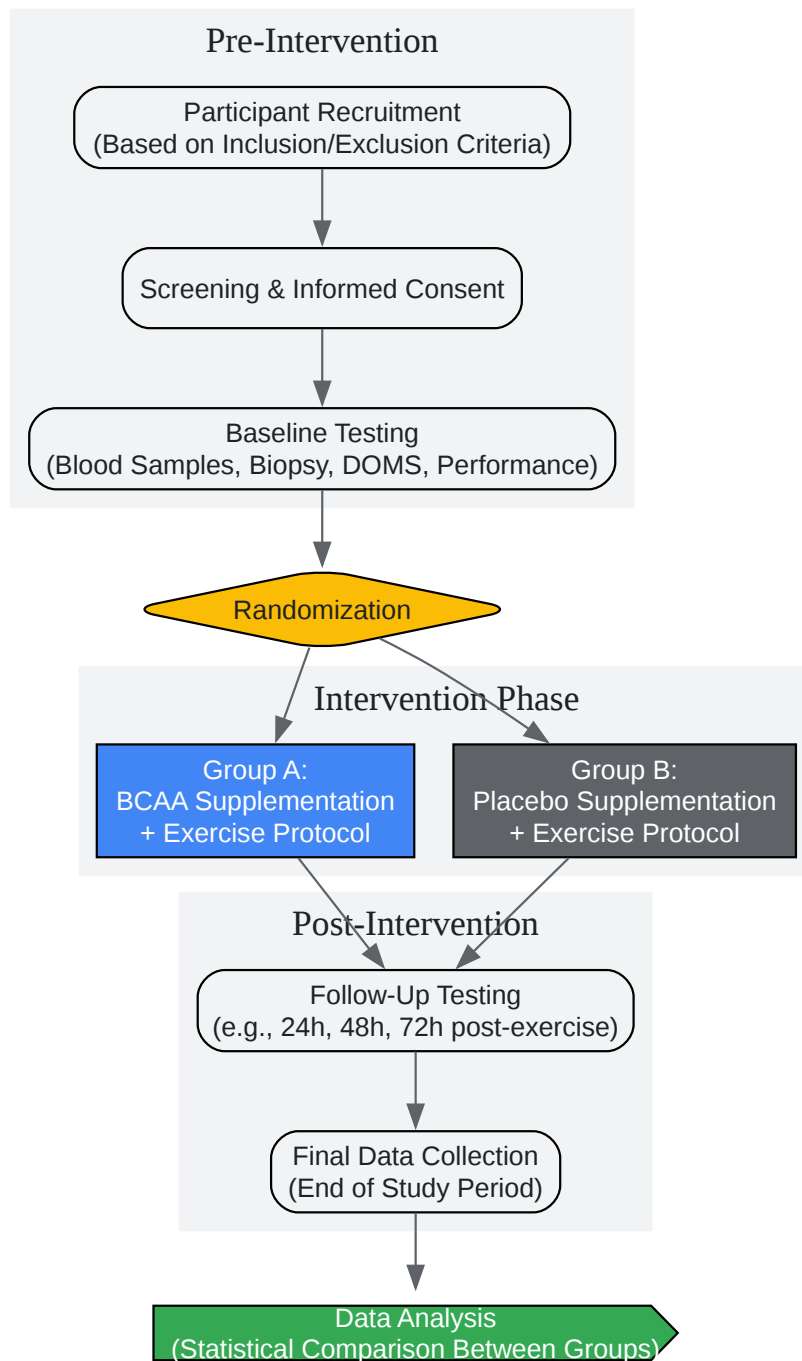 Pre-Intervention
Participant Recruitment
(Based on Inclusion/Exclusion Criteria)
Screening & Informed Consent
Baseline Testing
(Blood Samples, Biopsy, DOMS, Performance)
Randomization
Intervention Phase
Group A:
BCAA Supplementation
+ Exercise Protocol
Group B:
Placebo Supplementation
+ Exercise Protocol
Post-Intervention
Follow-Up Testing
(e.g., 24h, 48h, 72h post-exercise)
Final Data Collection
(End of Study Period)
Data Analysis
(Statistical Comparison Between Groups)